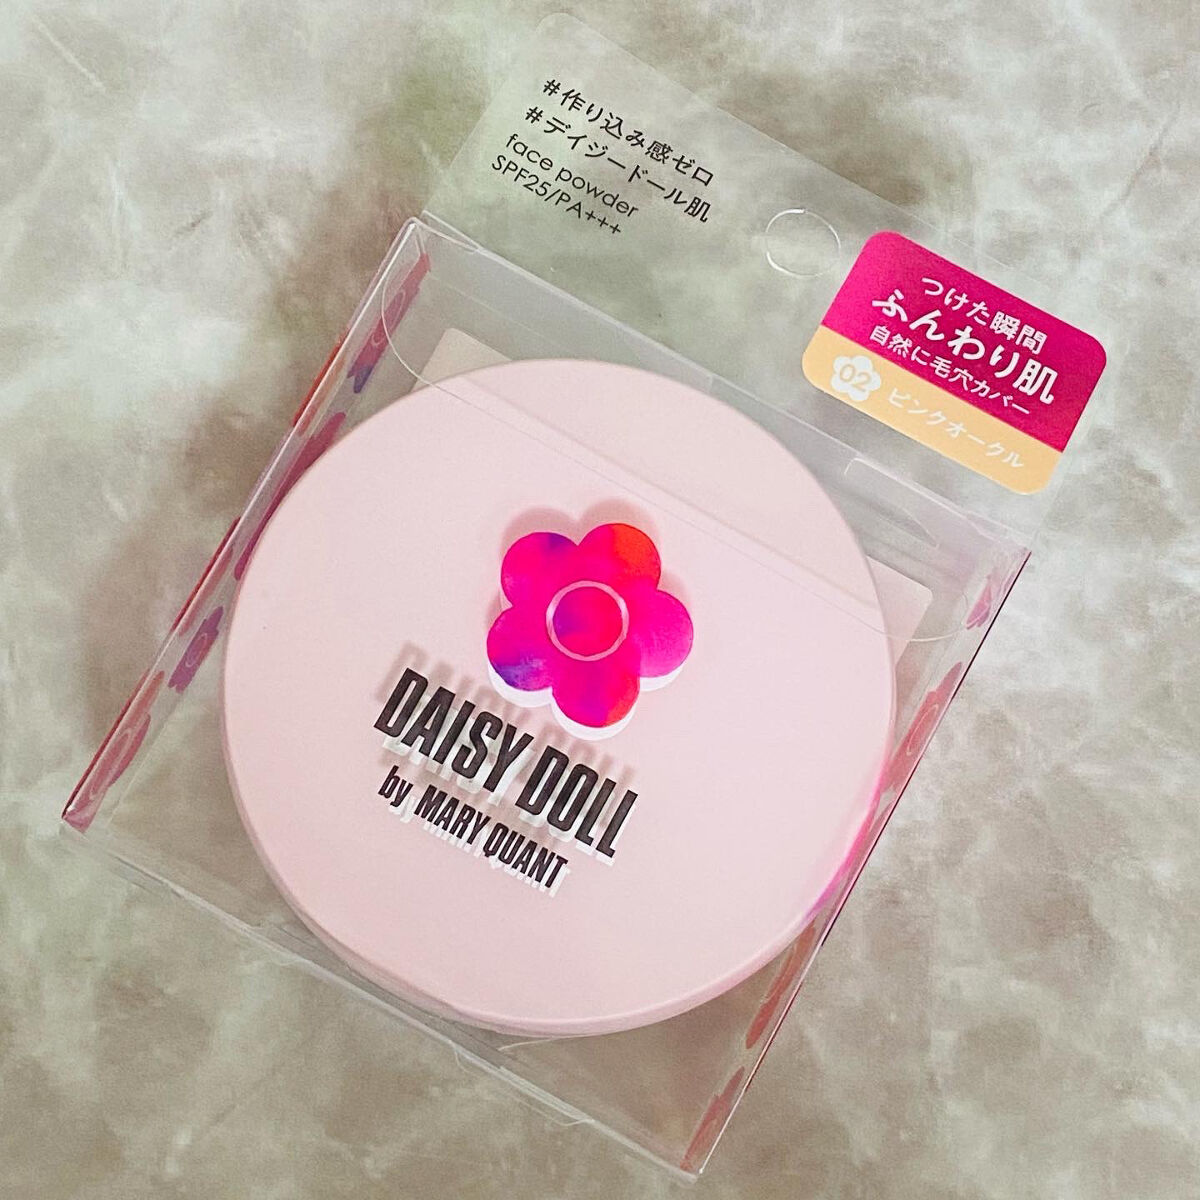 #作り込み感ゼロ
#デイジードール肌
face powder
SPF25/PA+++
つけた瞬間
ふんわり肌
自然に毛穴カバー
02 ピンクオークル
DAISY DOLL
by MARY QUANT